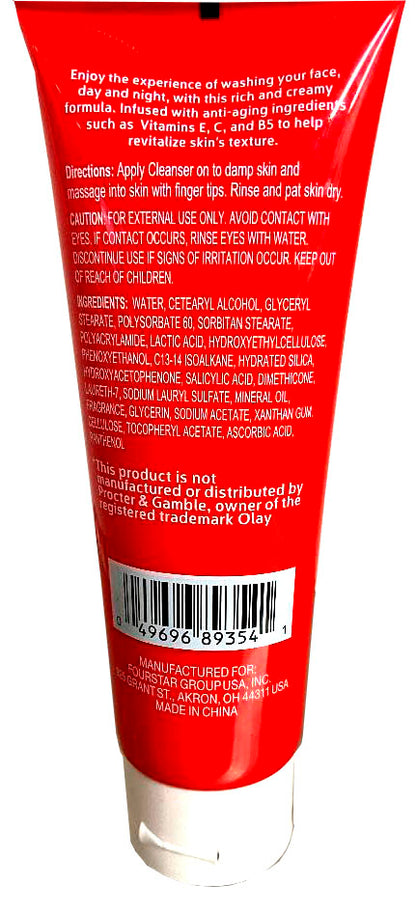 Enjoy the experience of washing your face,
day and night, with this rich and creamy
formula. Infused with anti-aging ingredients
such as Vitamins E, C, and B5 to help
revitalize skin's texture.
Directions: Apply Cleanser on to damp skin and
massage into skin with finger tips. Rinse and pat skin dry.
CAUTION: FOR EXTERNAL USE ONLY. AVOID CONTACT WITH
EYES. IF CONTACT OCCURS, RINSE EYES WITH WATER.
DISCONTINUE USE IF SIGNS OF IRRITATION OCCUR. KEEP OUT
OF REACH OF CHILDREN.
INGREDIENTS: WATER, CETEARYL ALCOHOL, GLYCERYL
STEARATE, POLYSORBATE 60, SORBITAN STEARATE,
POLYACRYLAMIDE, LACTIC ACID, HYDROXYETHYLCELLULOSE,
PHENOXYETHANOL, C13-14 ISOALKANE, HYDRATED SILICA,
HYDROXYACETOPHENONE, SALICYLIC ACID, DIMETHICONE,
LAURETH-7, SODIUM LAURYL SULFATE, MINERAL OIL,
FRAGRANCE, GLYCERIN, SODIUM ACETATE, XANTHAN GUM,
CELLULOSE, TOCOPHERYL ACETATE, ASCORBIC ACID,
PANTHENOL
*This product is not
manufactured or distributed by
Procter & Gamble, owner of the
registered trademark Olay
0 49696 89354 1
MANUFACTURED FOR:
FOURSTAR GROUP USA, INC.
GRANT ST., AKRON, OH 44311 USA
MADE IN CHINA